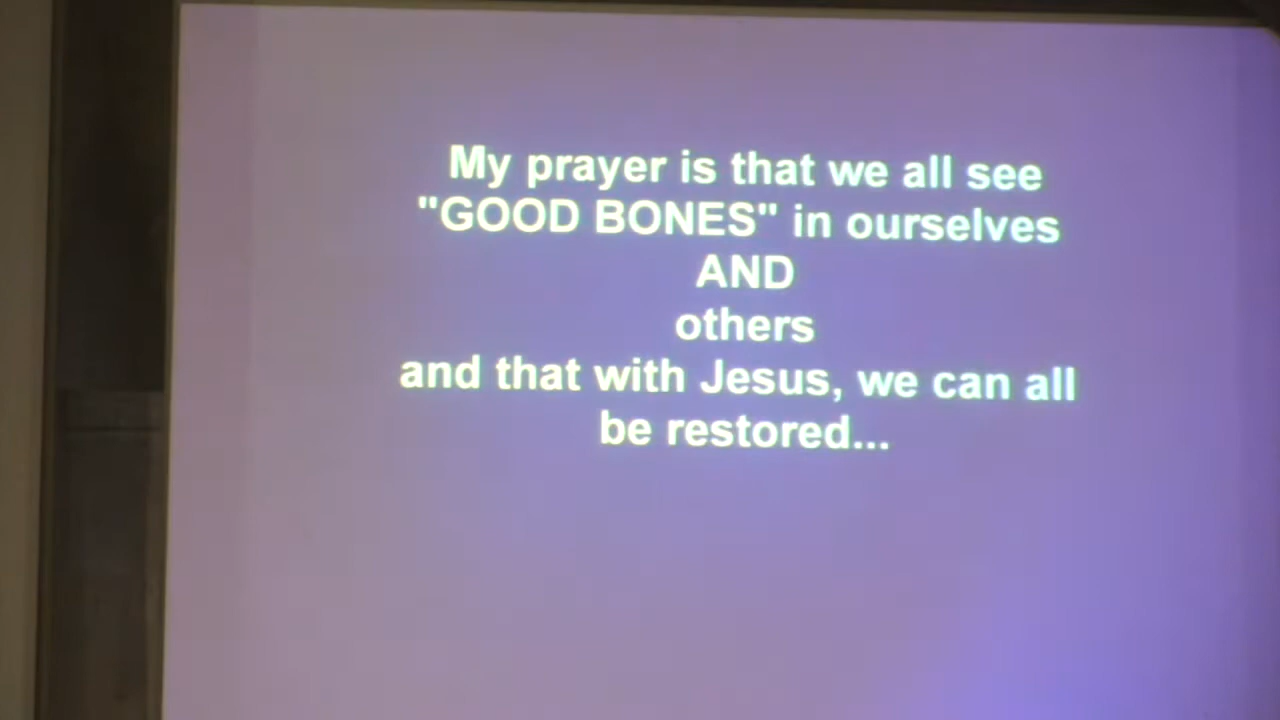 My prayer is that we all see
"GOOD BONES" in ourselves
AND
others
and that with Jesus, we can all
be restored...